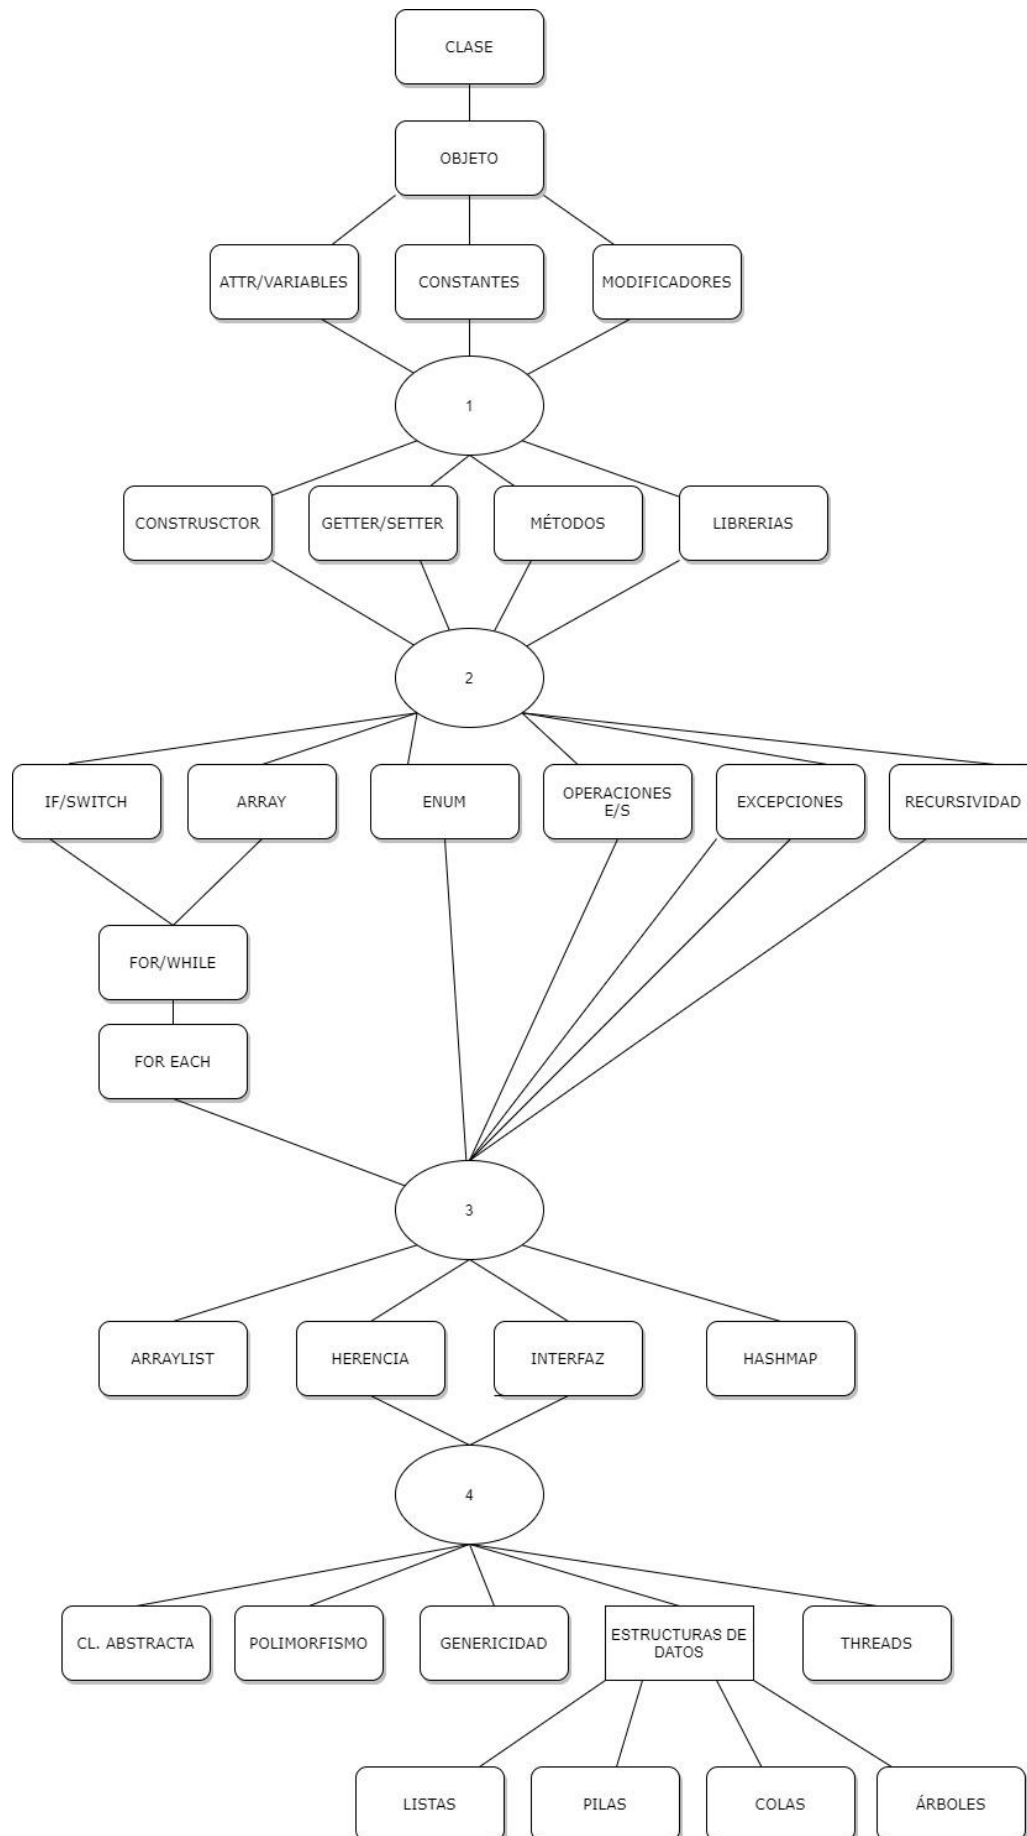 CLASE
OBJETO
ATTR/VARIABLES
CONSTANTES
MODIFICADORES
1
CONSTRUSCTOR
GETTER/SETTER
MÉTODOS
LIBRERIAS
2
IF/SWITCH
ARRAY
ENUM
OPERACIONES
E/S
EXCEPCIONES
RECURSIVIDAD
FOR/WHILE
FOR EACH
3
ARRAYLIST
HERENCIA
INTERFAZ
HASHMAP
4
CL. ABSTRACTA
POLIMORFISMO
GENERICIDAD
ESTRUCTURAS DE
DATOS
THREADS
LISTAS
PILAS
COLAS
ÁRBOLES